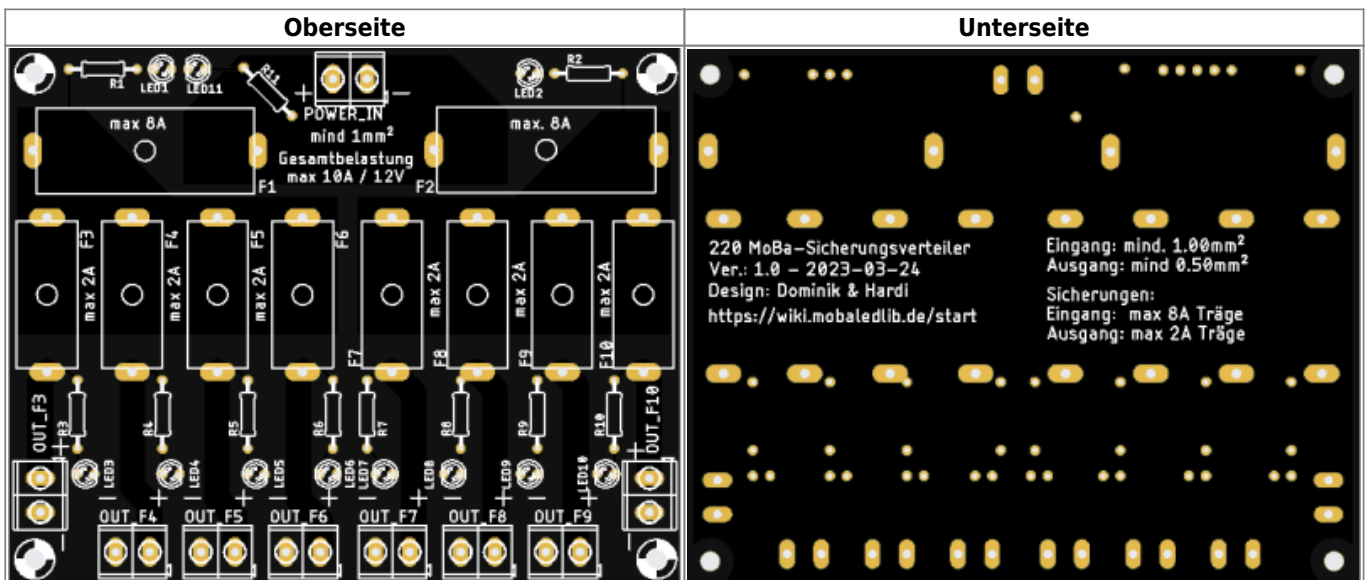 Oberseite
Unterseite
R1
LED1
LED11
R11
+
POWER_IN
-
R2
LED2
max 8A
mind 1mm²
Gesamtbelastung
max 10A / 12V
max. 8A
F1
F2
F3
max 2A
F4
max 2A
F5
max 2A
F6
F7
max 2A
F8
max 2A
F9
max 2A
F10
OUT_F3
R3
R4
R5
R6
R7
R8
R9
R10
OUT_F10
+
+
LED3
LED4
LED5
LED6
LED7
LED8
LED9
LED10
- + - + - + - + - + - +
-
-
OUT_F4
OUT_F5
OUT_F6
OUT_F7
OUT_F8
OUT_F9
220 MoBa-Sicherungsverteiler
Ver.: 1.0 - 2023-03-24
Design: Dominik & Hardi
https://wiki.mobaledlib.de/start
Eingang: mind. 1.00mm²
Ausgang: mind 0.50mm²
Sicherungen:
Eingang: max 8A Träge
Ausgang: max 2A Träge